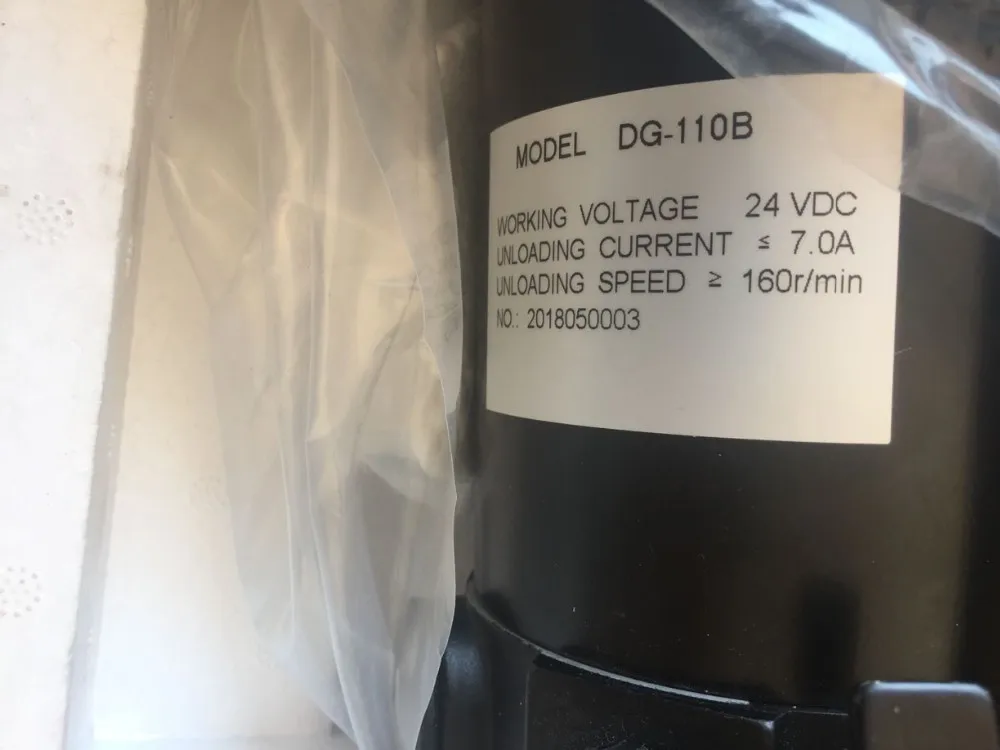 MODEL DG-110B
WORKING VOLTAGE 24 VDC
UNLOADING CURRENT ≤ 7.0A
UNLOADING SPEED ≥ 160r/min
NO.: 2018050003